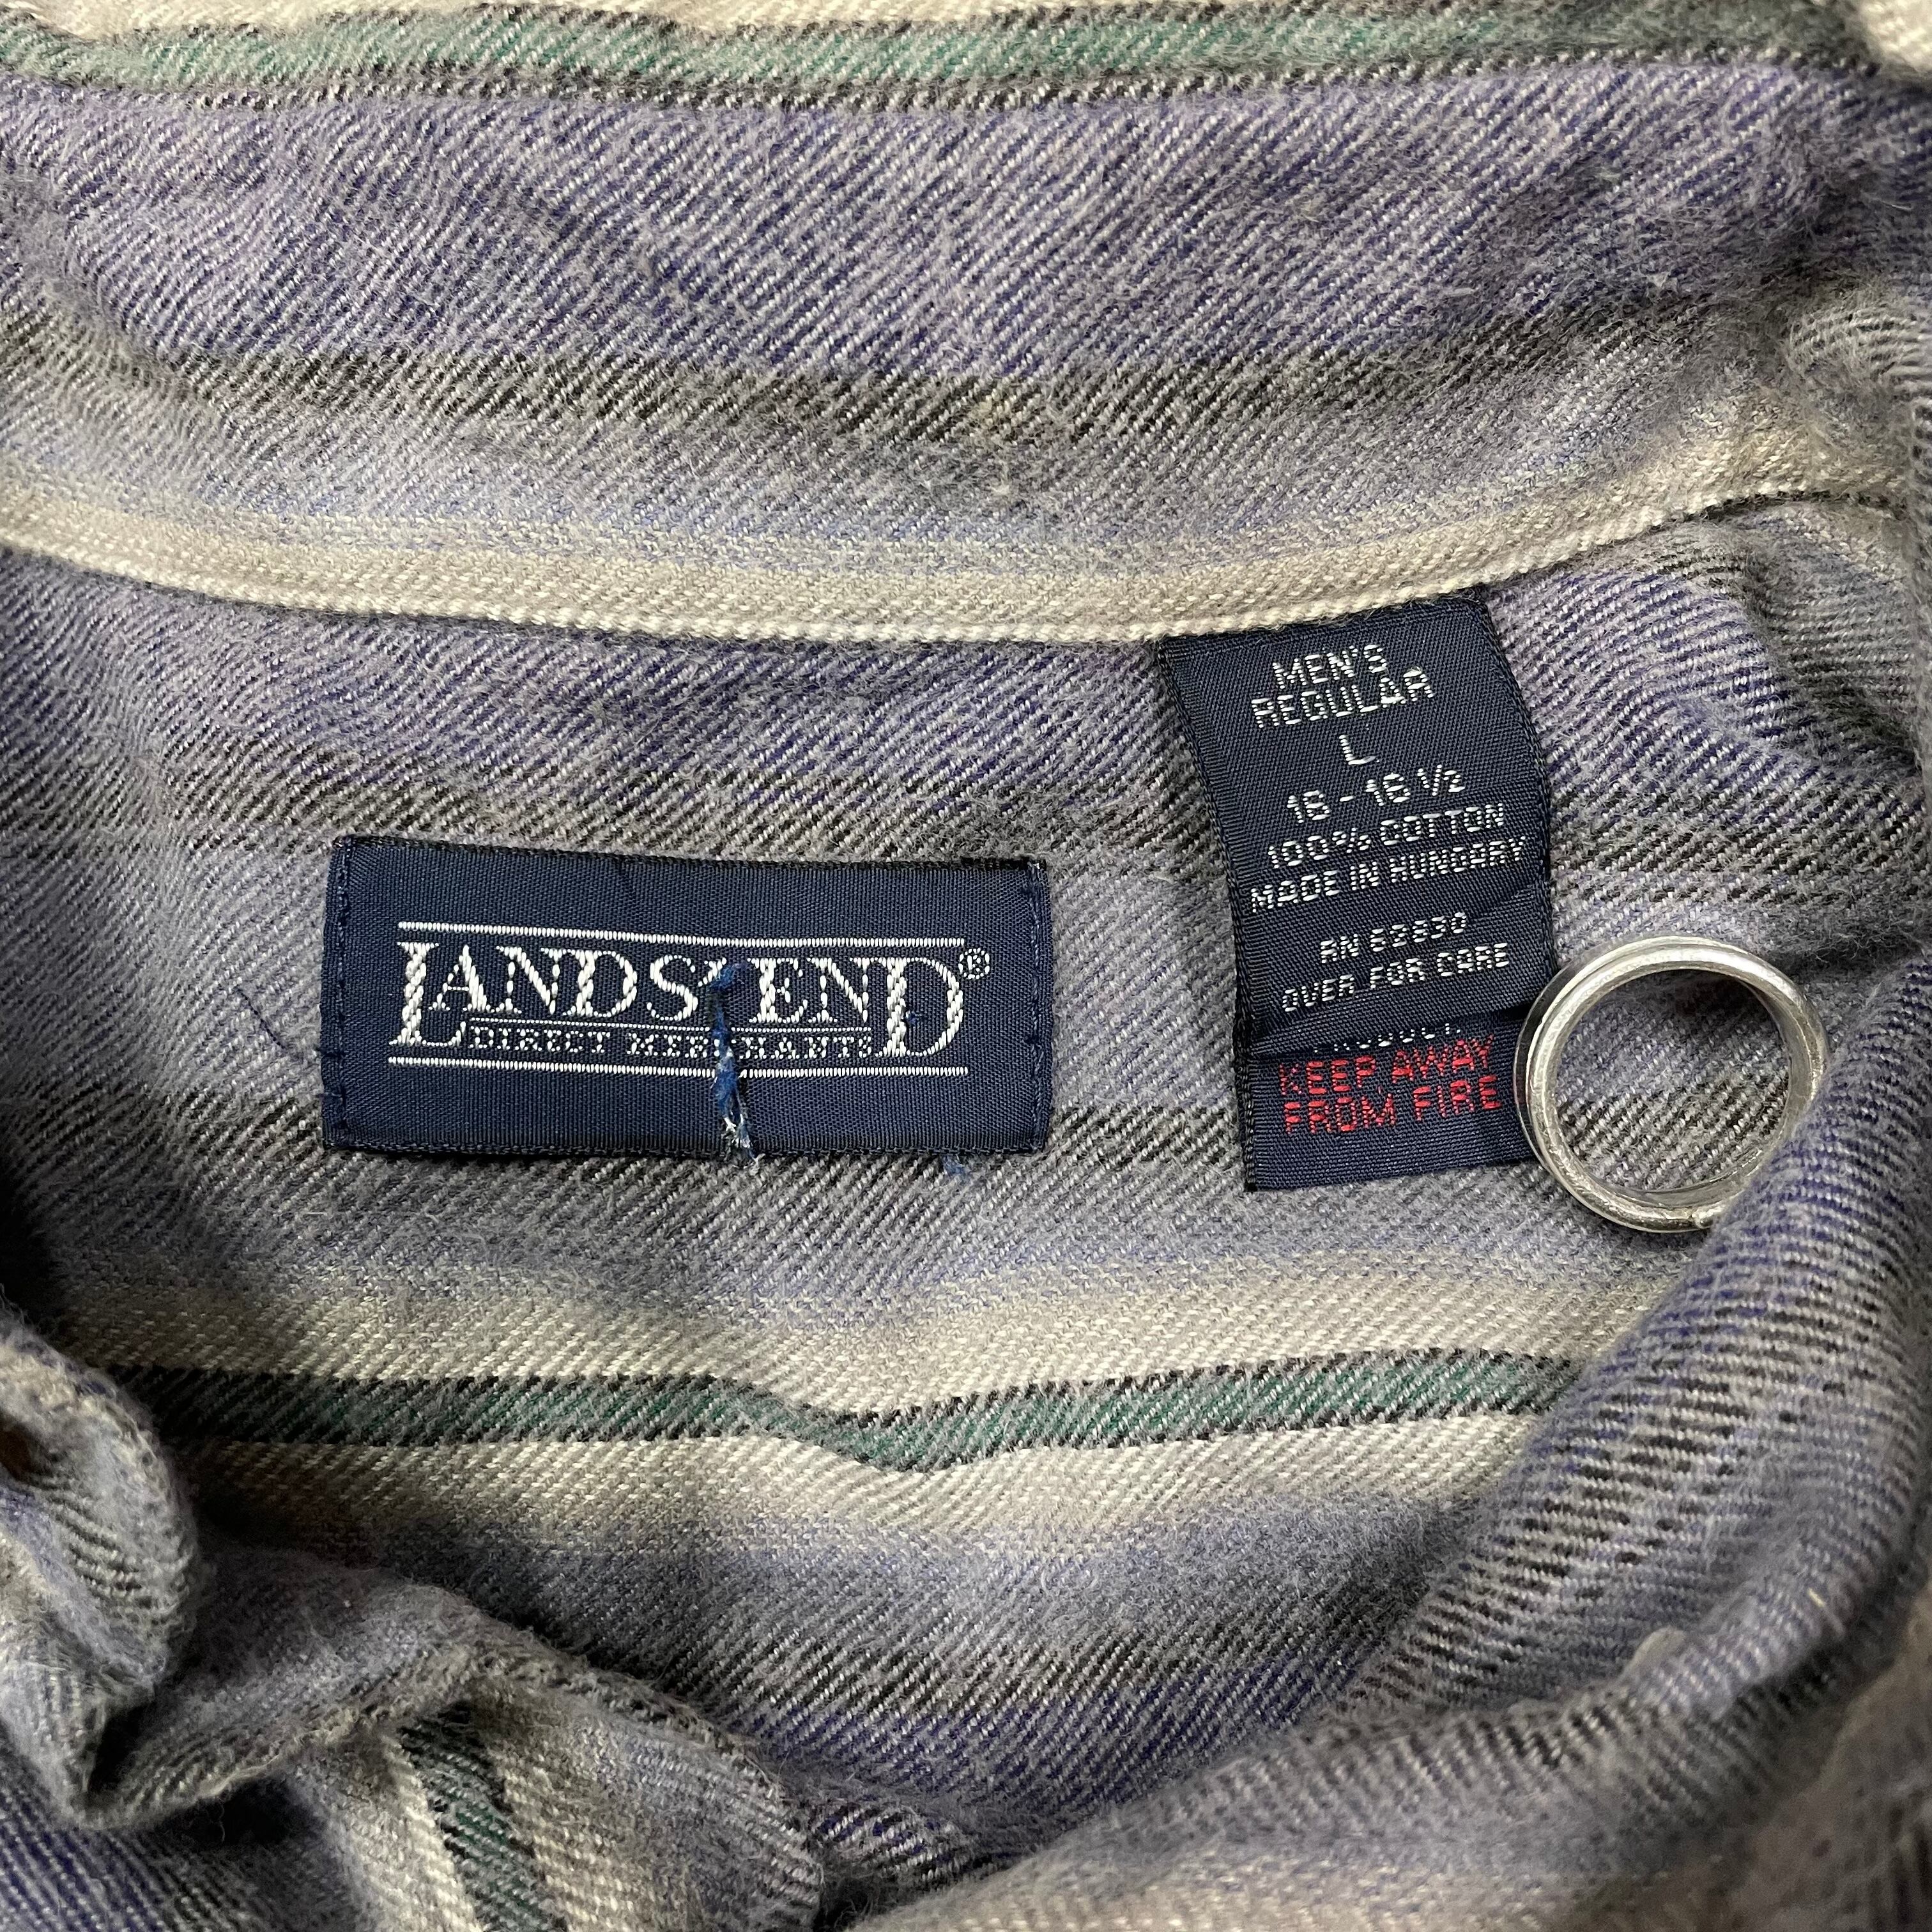 LANDS' END®
DIRECT MERCHANTS
MEN'S
REGULAR
L
16 - 16 1/2
100% COTTON
MADE IN HUNGARY
RN 62830
OVER FOR CARE
KEEP AWAY
FROM FIRE